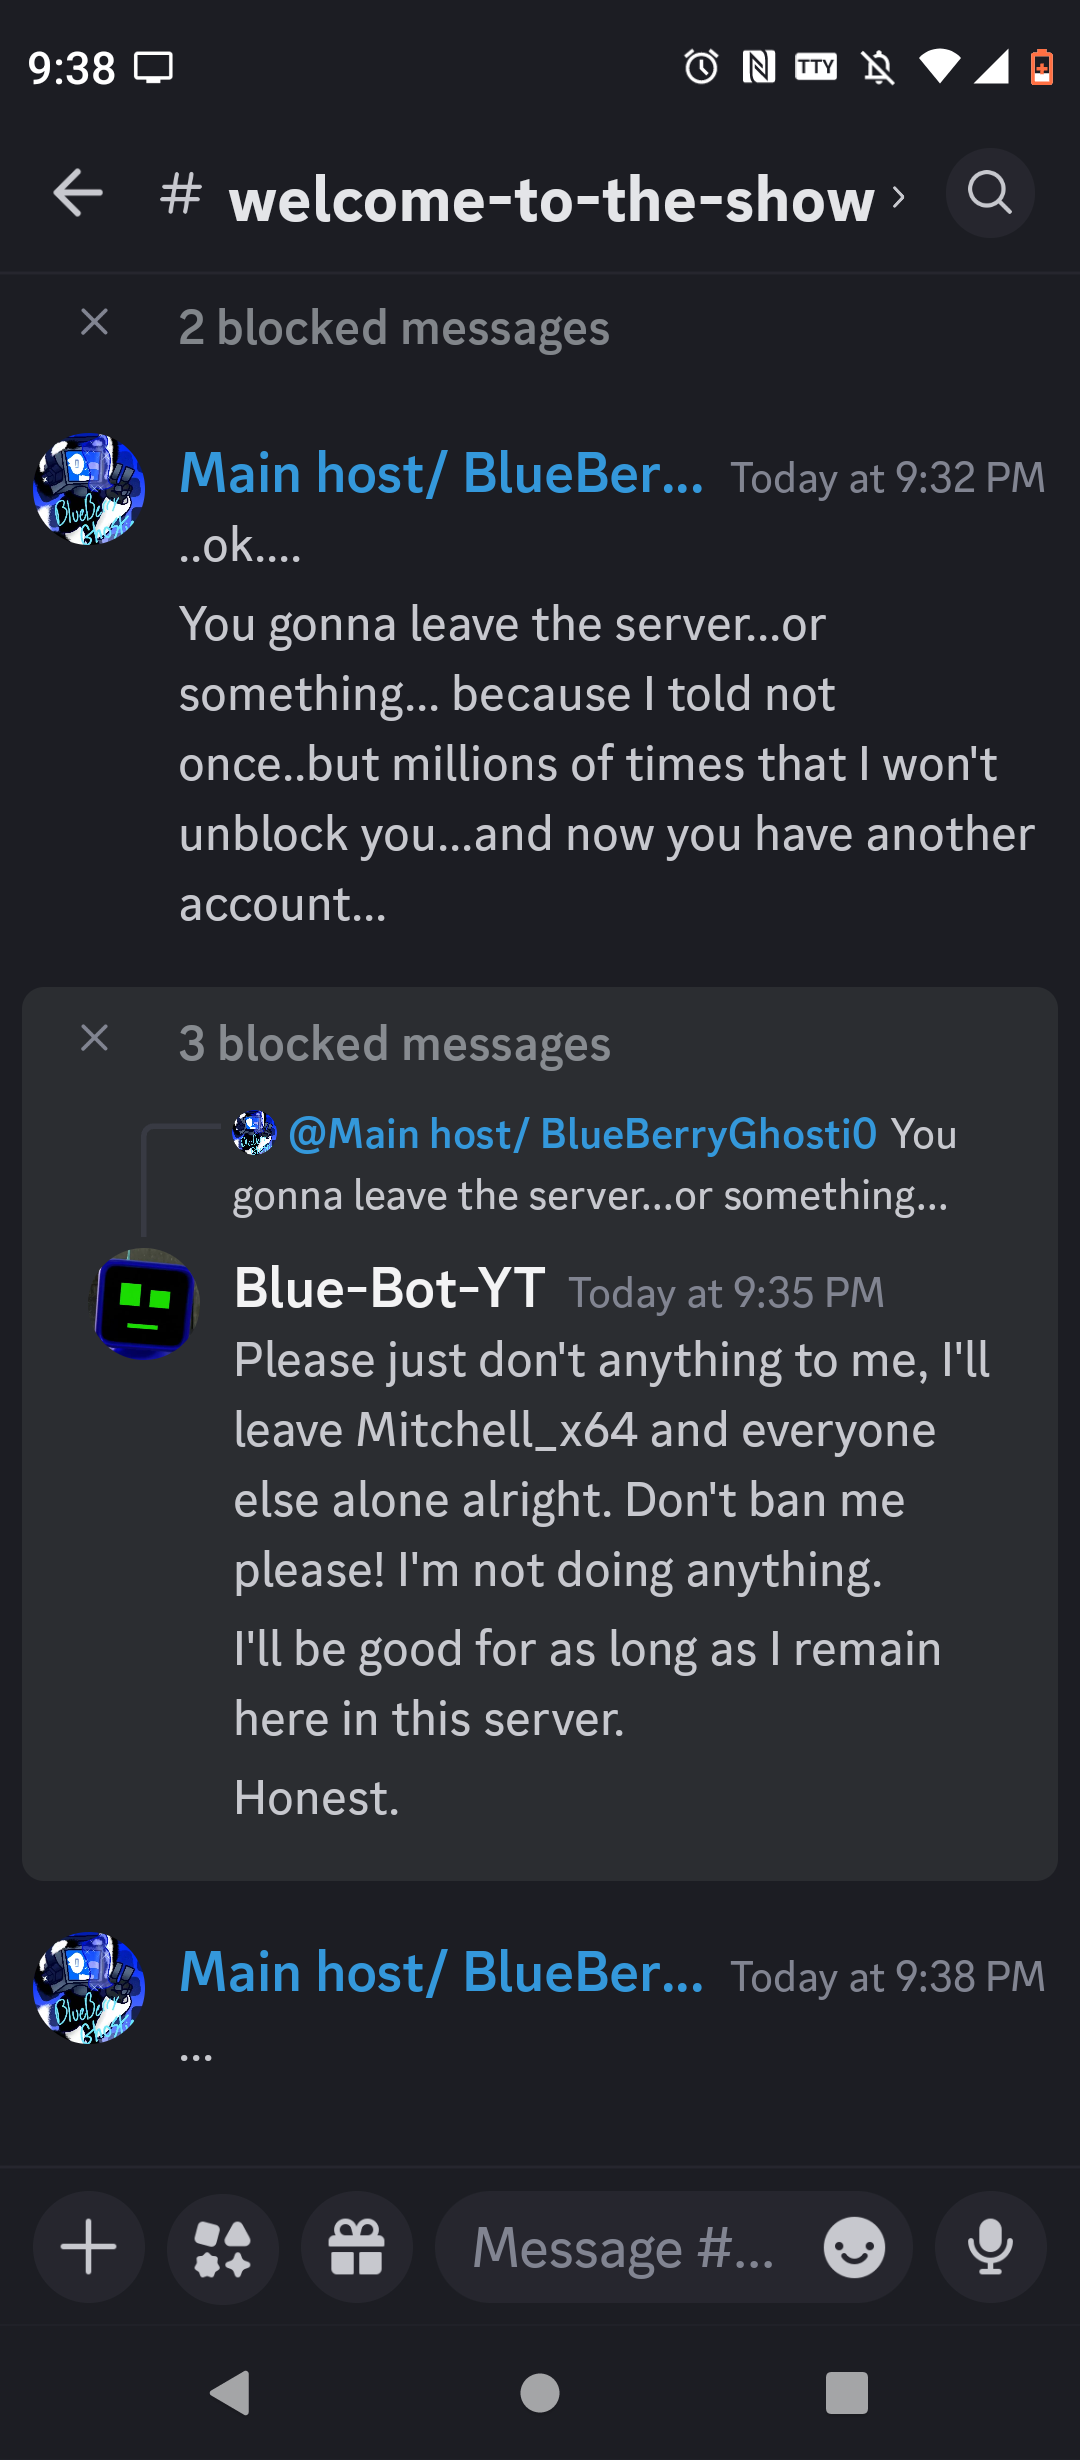 9:38
TTY
# welcome-to-the-show
2 blocked messages
Main host/ BlueBer... Today at 9:32 PM
..ok....
You gonna leave the server...or
something... because I told not
once..but millions of times that I won't
unblock you...and now you have another
account...
3 blocked messages
@Main host/ BlueBerryGhosti0 You
gonna leave the server...or something...
Blue-Bot-YT Today at 9:35 PM
Please just don't anything to me, I'll
leave Mitchell_x64 and everyone
else alone alright. Don't ban me
please! I'm not doing anything.
I'll be good for as long as I remain
here in this server.
Honest.
Main host/ BlueBer... Today at 9:38 PM
...
Message #...